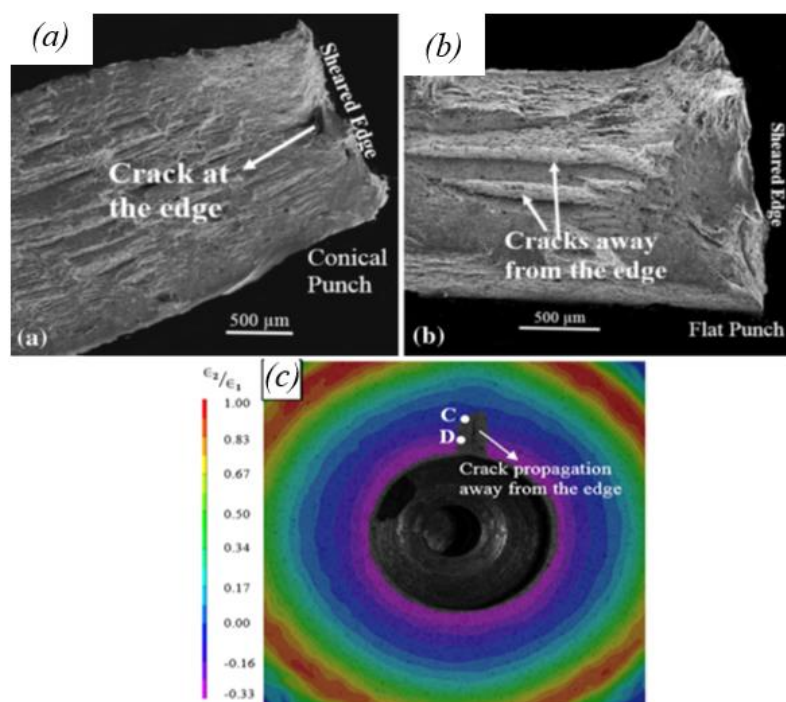 (a)
Sheared Edge
Crack at
the edge
Conical
Punch
500 μm
(a)
(b)
Sheared Edge
Cracks away
from the edge
500 μm
(b)
Flat Punch
ϵ₂/ϵ₁
(c)
1.00
0.83
0.67
0.50
0.34
0.17
0.00
-0.16
-0.33
C
D
Crack propagation
away from the edge